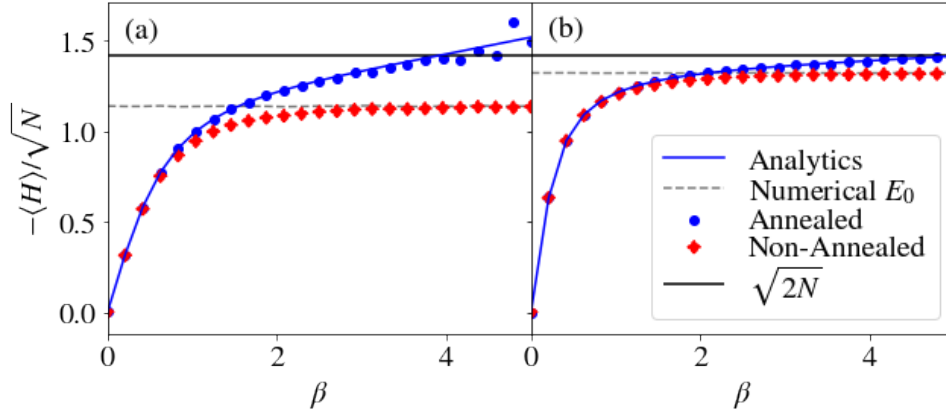 (a)
(b)
1.5
1.0
0.5
0.0
−⟨H⟩/√N
Analytics
Numerical E₀
Annealed
Non-Annealed
√2N
0 2 4 0 2 4
β β